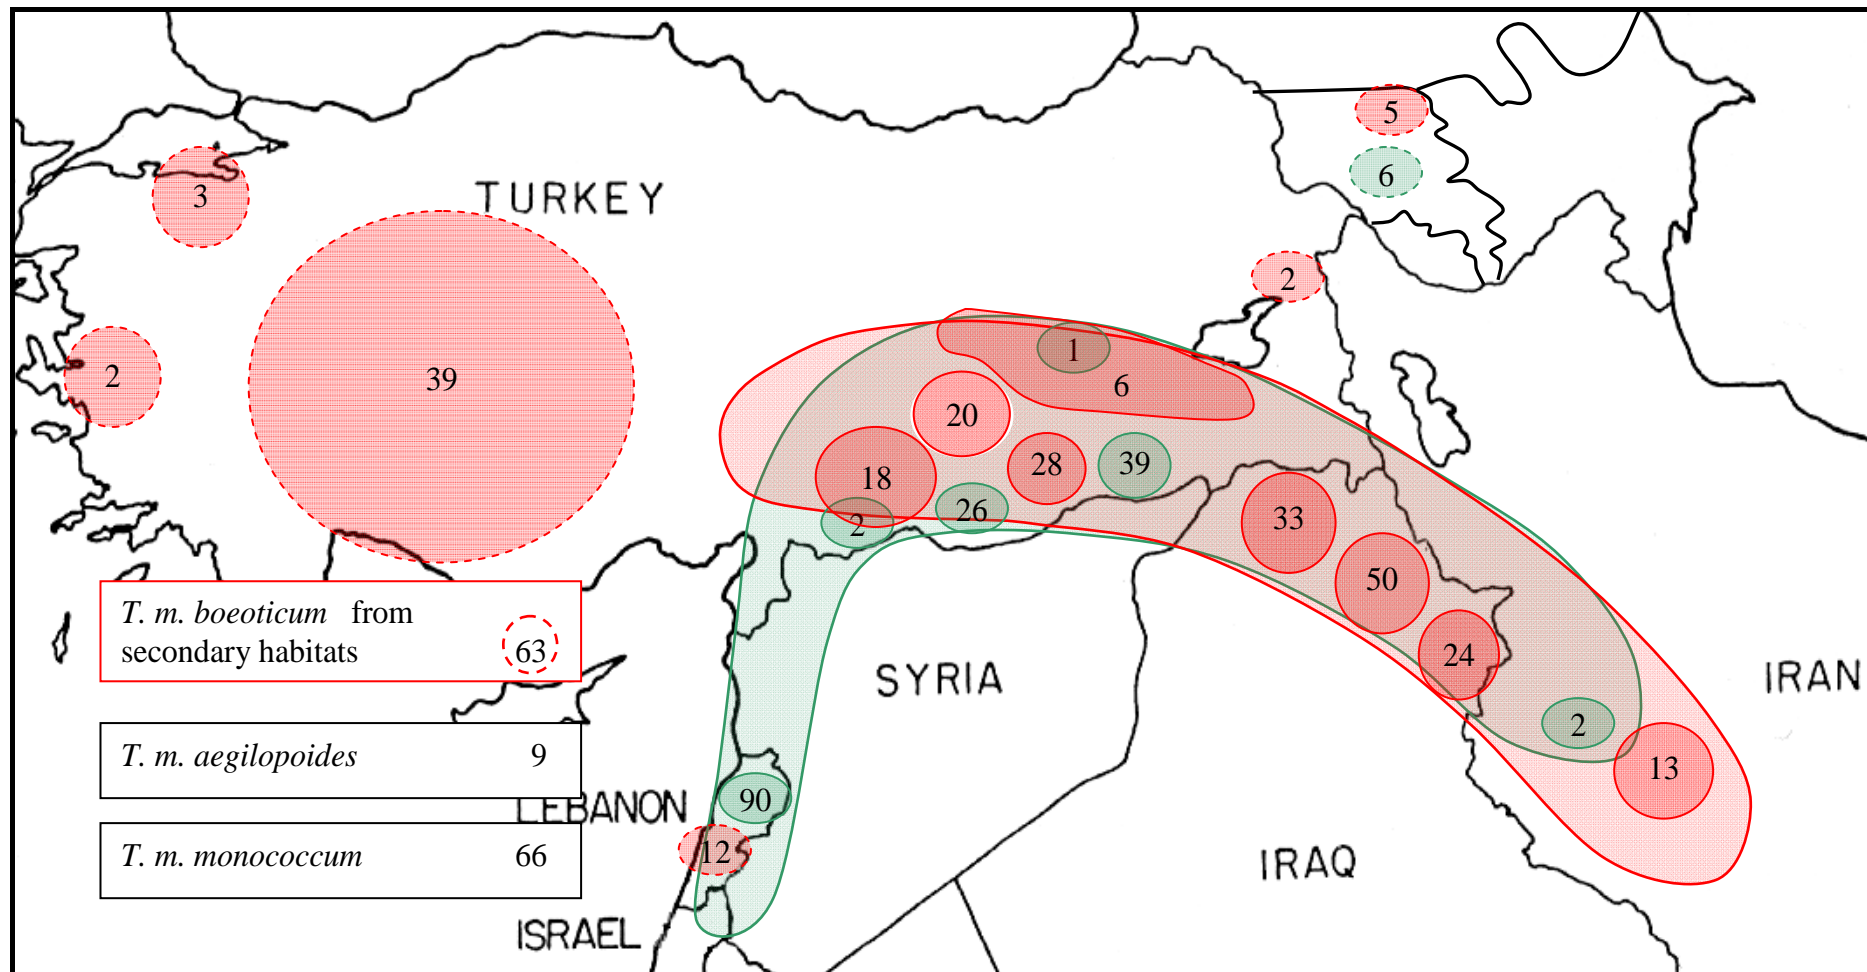 5
6
3
TURKEY
2
2
39
1
6
20
18
28
39
2
26
33
50
24
2
13
T. m. boeoticum from
secondary habitats 63
SYRIA
IRAN
T. m. aegilopoides 9
LEBANON
90
12
T. m. monococcum 66
IRAQ
ISRAEL